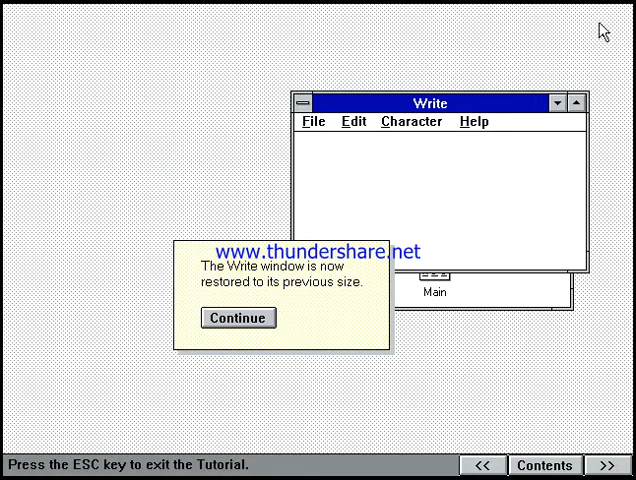 Write
File Edit Character Help
www.thundershare.net
The Write window is now
restored to its previous size.
Main
Continue
Press the ESC key to exit the Tutorial.
<< Contents >>